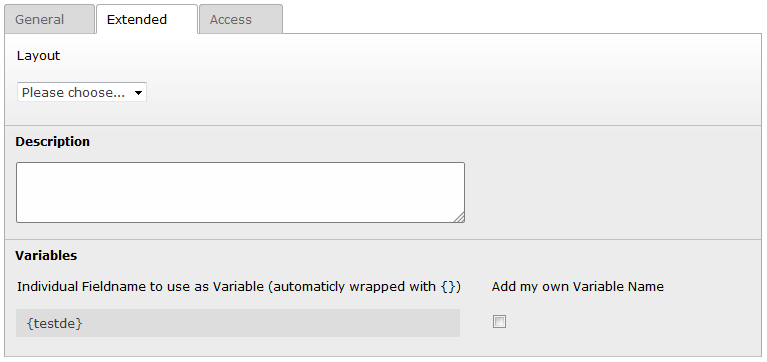 General Extended Access
Layout
Please choose...
Description
Variables
Individual Fieldname to use as Variable (automaticly wrapped with {}) Add my own Variable Name
{testde}